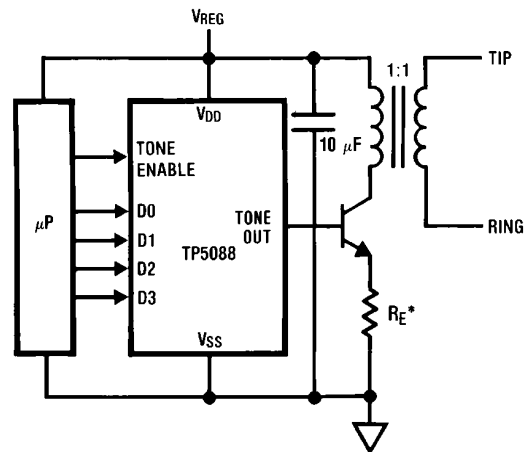 VREG
1:1
TIP
VDD
TONE
ENABLE
10 μF
μP
D0
TONE
OUT
RING
D1
TP5088
D2
D3
RE*
VSS